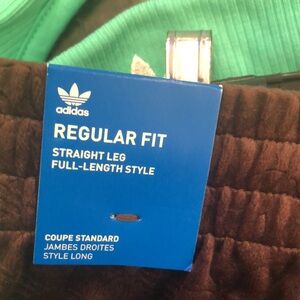 adidas
REGULAR FIT
STRAIGHT LEG
FULL-LENGTH STYLE
COUPE STANDARD
JAMBES DROITES
STYLE LONG